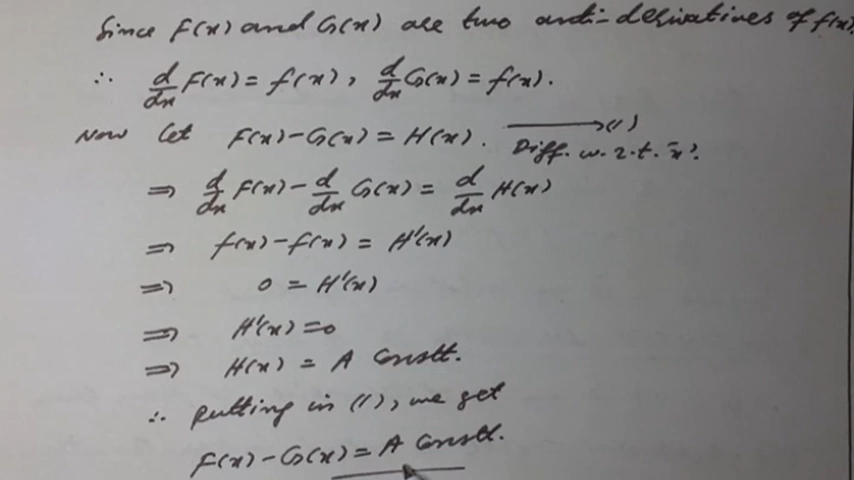 Since F(x) and G(x) are two anti-derivatives of f(x)
∴ d/dx F(x) = f(x), d/dx G(x) = f(x).
Now Let F(x) - G(x) = H(x). ⟶ (1)
Diff. w.r.t. 'x'.
⇒ d/dx F(x) - d/dx G(x) = d/dx H(x)
⇒ f(x) - f(x) = H'(x)
⇒ 0 = H'(x)
⇒ H'(x) = 0
⇒ H(x) = A Constt.
∴ Putting in (1), we get
F(x) - G(x) = A Constt.